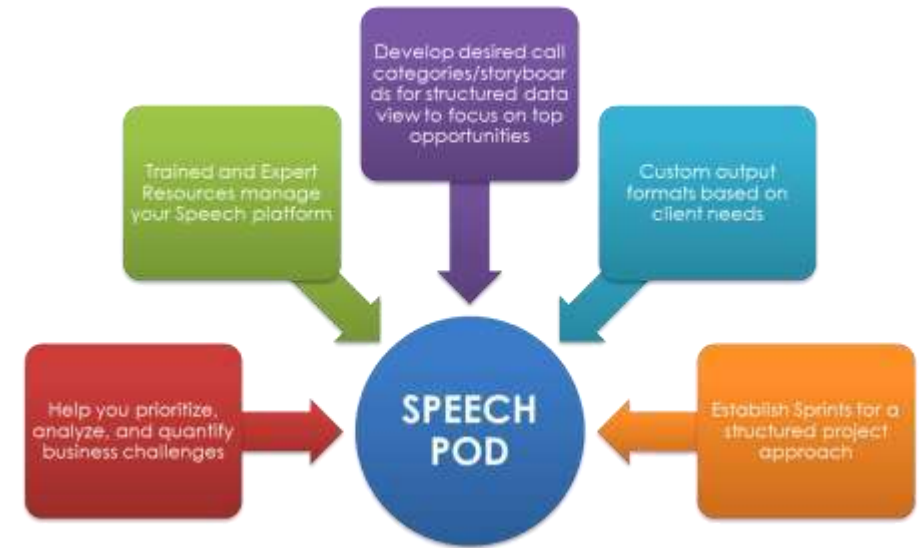 Help you prioritize,
analyze, and quantify
business challenges
Trained and Expert
Resources manage
your Speech platform
Develop desired call
categories/storyboar
ds for structured data
view to focus on top
opportunities
Custom output
formats based on
client needs
Establish Sprints for a
structured project
approach
SPEECH
POD